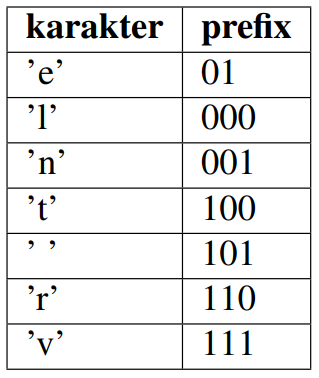 karakter prefix
’e’ 01
’l’ 000
’n’ 001
’t’ 100
’ ’ 101
’r’ 110
’v’ 111